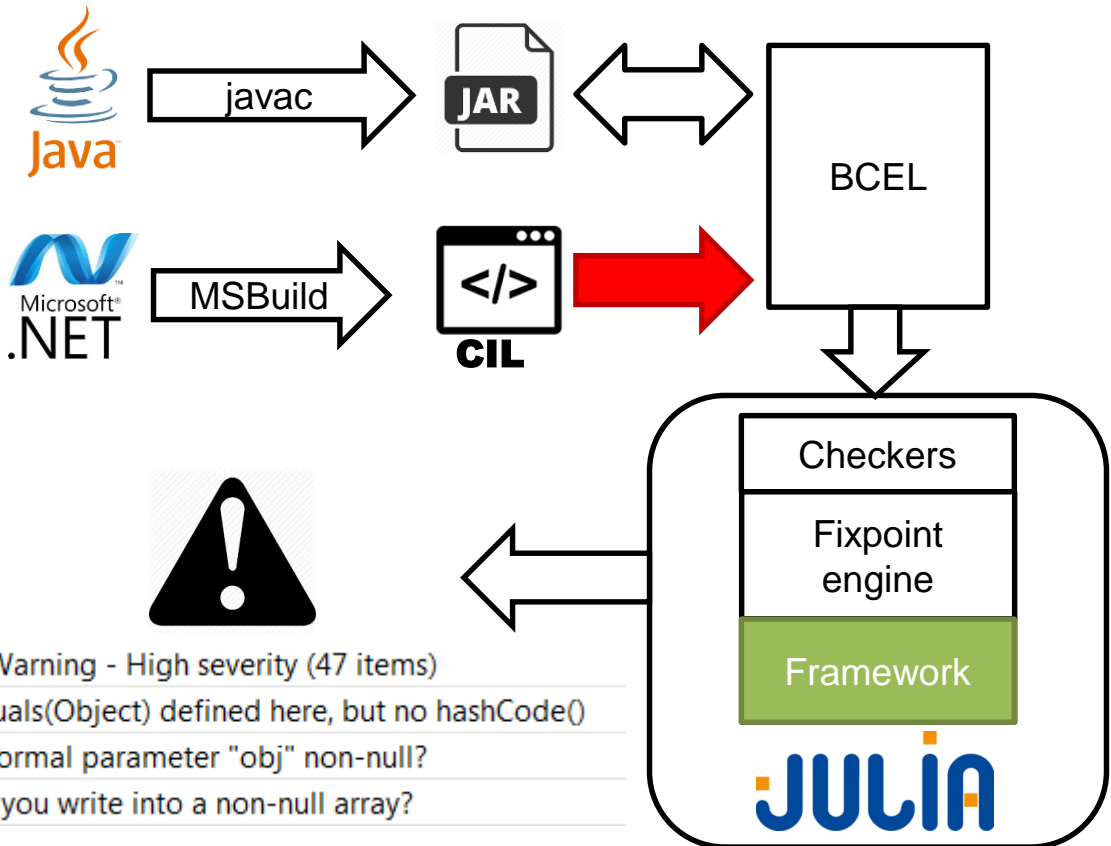 Java
javac
JAR
BCEL
Microsoft®
.NET
MSBuild
</>
CIL
Checkers
Fixpoint
engine
Framework
JULIA
Warning - High severity (47 items)
uals(Object) defined here, but no hashCode()
ormal parameter "obj" non-null?
you write into a non-null array?